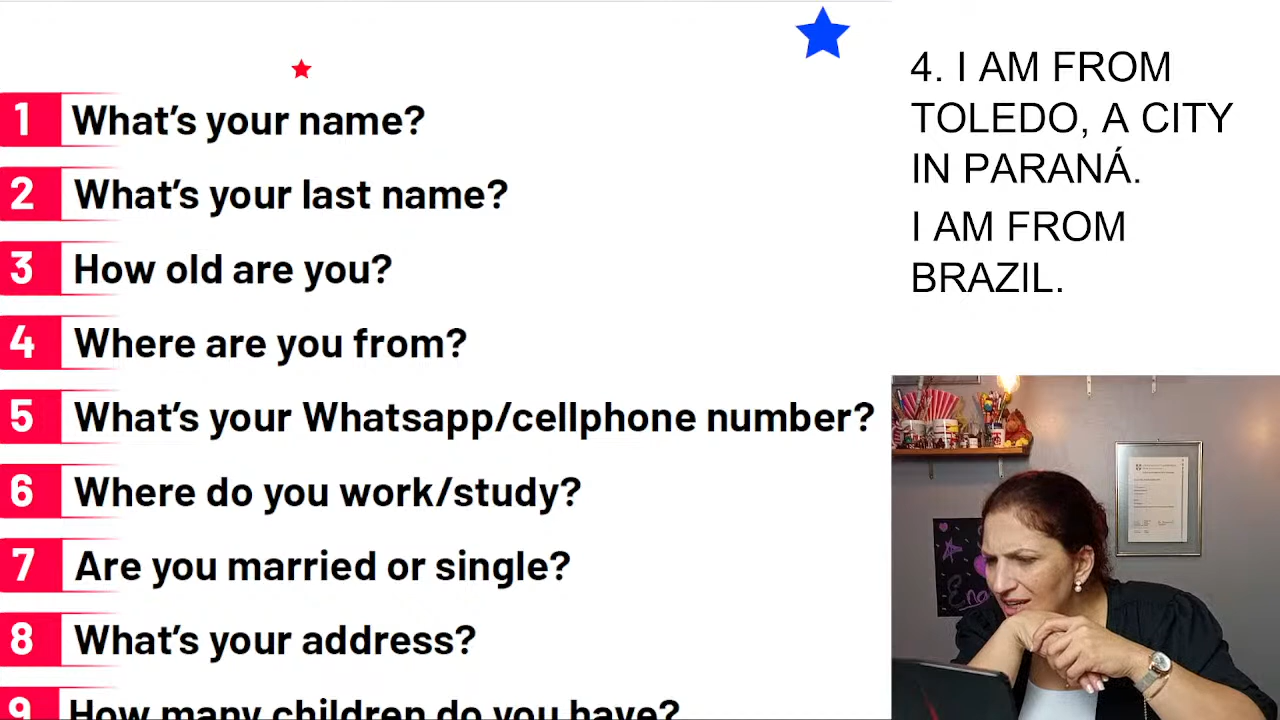 1 What's your name?
2 What's your last name?
3 How old are you?
4 Where are you from?
5 What's your Whatsapp/cellphone number?
6 Where do you work/study?
7 Are you married or single?
8 What's your address?
9 How many children do you have?
4. I AM FROM
TOLEDO, A CITY
IN PARANÁ.
I AM FROM
BRAZIL.